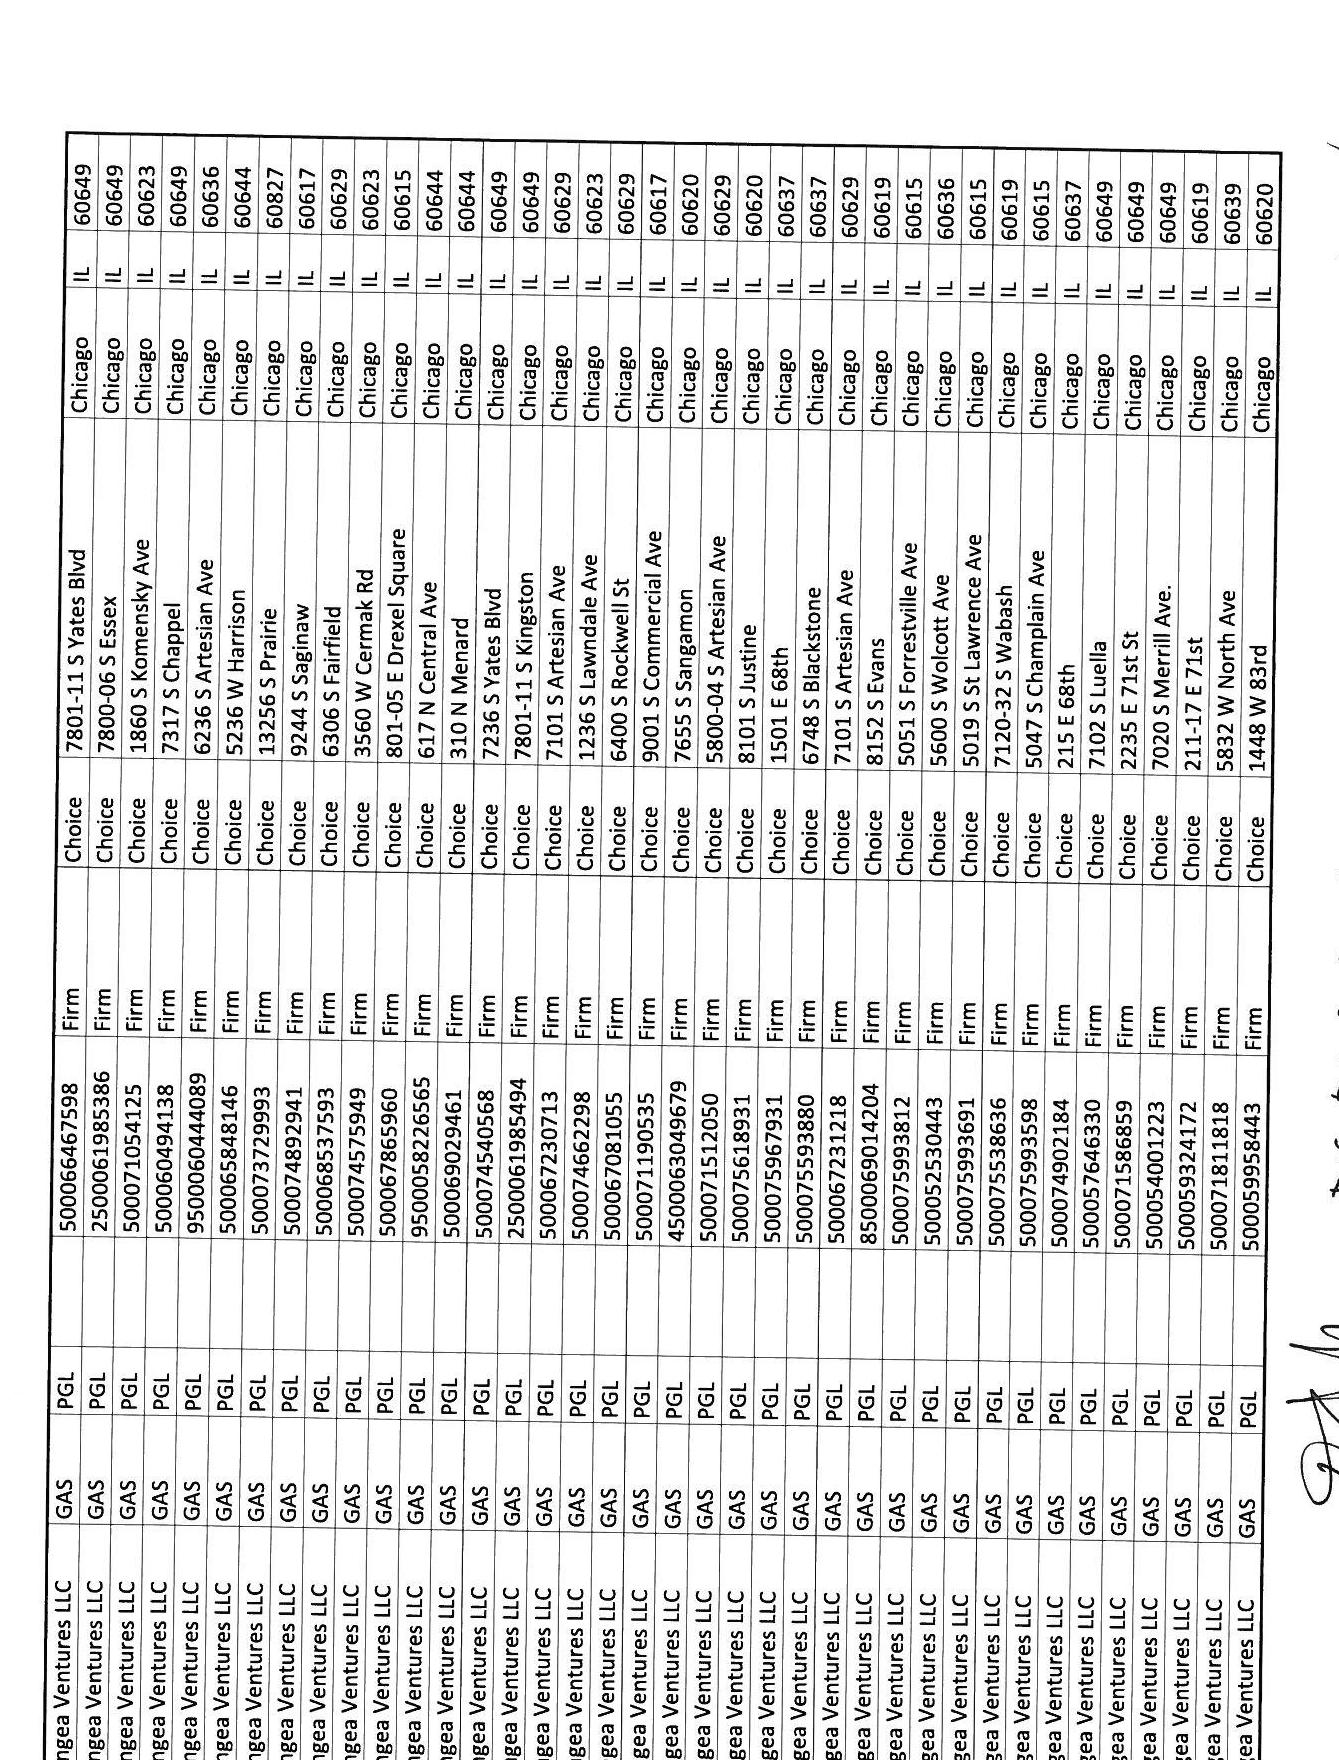 ngea Ventures LLC GAS PGL 500066467598 Firm Choice 7801-11 S Yates Blvd Chicago IL 60649
ngea Ventures LLC GAS PGL 2500061985386 Firm Choice 7800-06 S Essex Chicago IL 60649
ngea Ventures LLC GAS PGL 500071054125 Firm Choice 1860 S Komensky Ave Chicago IL 60623
ngea Ventures LLC GAS PGL 500060494138 Firm Choice 7317 S Chappel Chicago IL 60649
ngea Ventures LLC GAS PGL 9500060444089 Firm Choice 6236 S Artesian Ave Chicago IL 60636
ngea Ventures LLC GAS PGL 500065848146 Firm Choice 5236 W Harrison Chicago IL 60644
ngea Ventures LLC GAS PGL 500073729993 Firm Choice 13256 S Prairie Chicago IL 60827
ngea Ventures LLC GAS PGL 500074892941 Firm Choice 9244 S Saginaw Chicago IL 60617
ngea Ventures LLC GAS PGL 500068537593 Firm Choice 6306 S Fairfield Chicago IL 60629
ngea Ventures LLC GAS PGL 500074575949 Firm Choice 3560 W Cermak Rd Chicago IL 60623
ngea Ventures LLC GAS PGL 500067865960 Firm Choice 801-05 E Drexel Square Chicago IL 60615
ngea Ventures LLC GAS PGL 9500058226565 Firm Choice 617 N Central Ave Chicago IL 60644
ngea Ventures LLC GAS PGL 500069029461 Firm Choice 310 N Menard Chicago IL 60644
ngea Ventures LLC GAS PGL 500074540568 Firm Choice 7236 S Yates Blvd Chicago IL 60649
ngea Ventures LLC GAS PGL 2500061985494 Firm Choice 7801-11 S Kingston Chicago IL 60649
ngea Ventures LLC GAS PGL 500067230713 Firm Choice 7101 S Artesian Ave Chicago IL 60629
ngea Ventures LLC GAS PGL 500074662298 Firm Choice 1236 S Lawndale Ave Chicago IL 60623
ngea Ventures LLC GAS PGL 500067081055 Firm Choice 6400 S Rockwell St Chicago IL 60629
ngea Ventures LLC GAS PGL 500071190535 Firm Choice 9001 S Commercial Ave Chicago IL 60617
ngea Ventures LLC GAS PGL 4500063049679 Firm Choice 7655 S Sangamon Chicago IL 60620
gea Ventures LLC GAS PGL 500071512050 Firm Choice 5800-04 S Artesian Ave Chicago IL 60629
gea Ventures LLC GAS PGL 500075618931 Firm Choice 8101 S Justine Chicago IL 60620
gea Ventures LLC GAS PGL 500075967931 Firm Choice 1501 E 68th Chicago IL 60637
gea Ventures LLC GAS PGL 500075593880 Firm Choice 6748 S Blackstone Chicago IL 60637
gea Ventures LLC GAS PGL 500067231218 Firm Choice 7101 S Artesian Ave Chicago IL 60629
gea Ventures LLC GAS PGL 8500069014204 Firm Choice 8152 S Evans Chicago IL 60619
gea Ventures LLC GAS PGL 500075993812 Firm Choice 5051 S Forrestville Ave Chicago IL 60615
gea Ventures LLC GAS PGL 500052530443 Firm Choice 5600 S Wolcott Ave Chicago IL 60636
gea Ventures LLC GAS PGL 500075993691 Firm Choice 5019 S St Lawrence Ave Chicago IL 60615
gea Ventures LLC GAS PGL 500075538636 Firm Choice 7120-32 S Wabash Chicago IL 60619
gea Ventures LLC GAS PGL 500075993598 Firm Choice 5047 S Champlain Ave Chicago IL 60615
gea Ventures LLC GAS PGL 500074902184 Firm Choice 215 E 68th Chicago IL 60637
gea Ventures LLC GAS PGL 500057646330 Firm Choice 7102 S Luella Chicago IL 60649
gea Ventures LLC GAS PGL 500071586859 Firm Choice 2235 E 71st St Chicago IL 60649
gea Ventures LLC GAS PGL 500054001223 Firm Choice 7020 S Merrill Ave. Chicago IL 60649
gea Ventures LLC GAS PGL 500059324172 Firm Choice 211-17 E 71st Chicago IL 60619
gea Ventures LLC GAS PGL 500071811818 Firm Choice 5832 W North Ave Chicago IL 60639
gea Ventures LLC GAS PGL 500059958443 Firm Choice 1448 W 83rd Chicago IL 60620